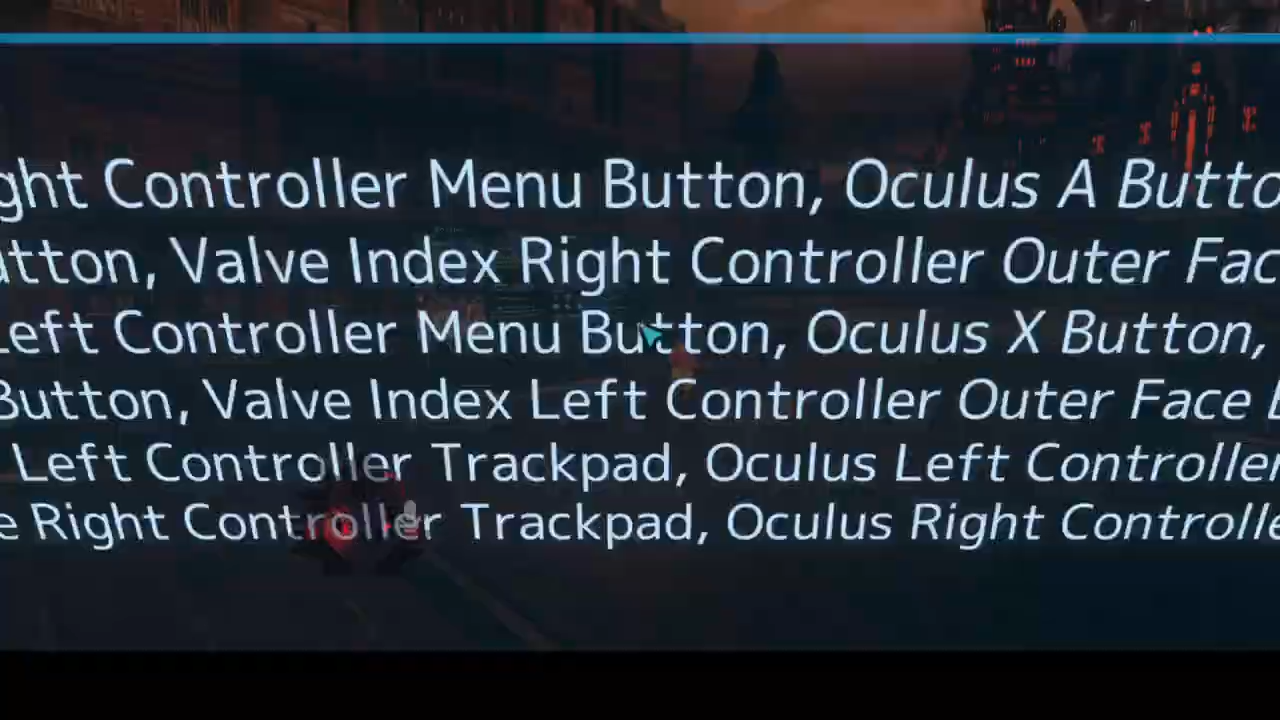 ght Controller Menu Button, Oculus A Butto
utton, Valve Index Right Controller Outer Fac
Left Controller Menu Button, Oculus X Button,
Button, Valve Index Left Controller Outer Face
Left Controller Trackpad, Oculus Left Controller
e Right Controller Trackpad, Oculus Right Controlle